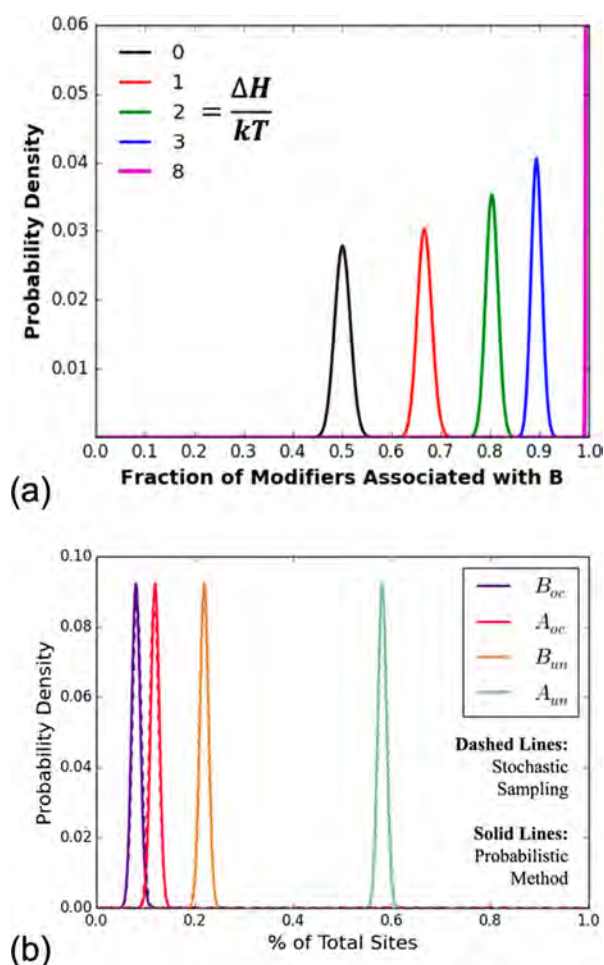 0.06
0.05
0.04
0.03
0.02
0.01
Probability Density
0
1
2
3
8
= ΔH / kT
0.0 0.1 0.2 0.3 0.4 0.5 0.6 0.7 0.8 0.9 1.0
Fraction of Modifiers Associated with B
(a)
0.10
0.08
0.06
0.04
0.02
0.00
Probability Density
B_oc
A_oc
B_un
A_un
Dashed Lines:
Stochastic
Sampling
Solid Lines:
Probabilistic
Method
0.0 0.2 0.4 0.6 0.8 1.0
% of Total Sites
(b)